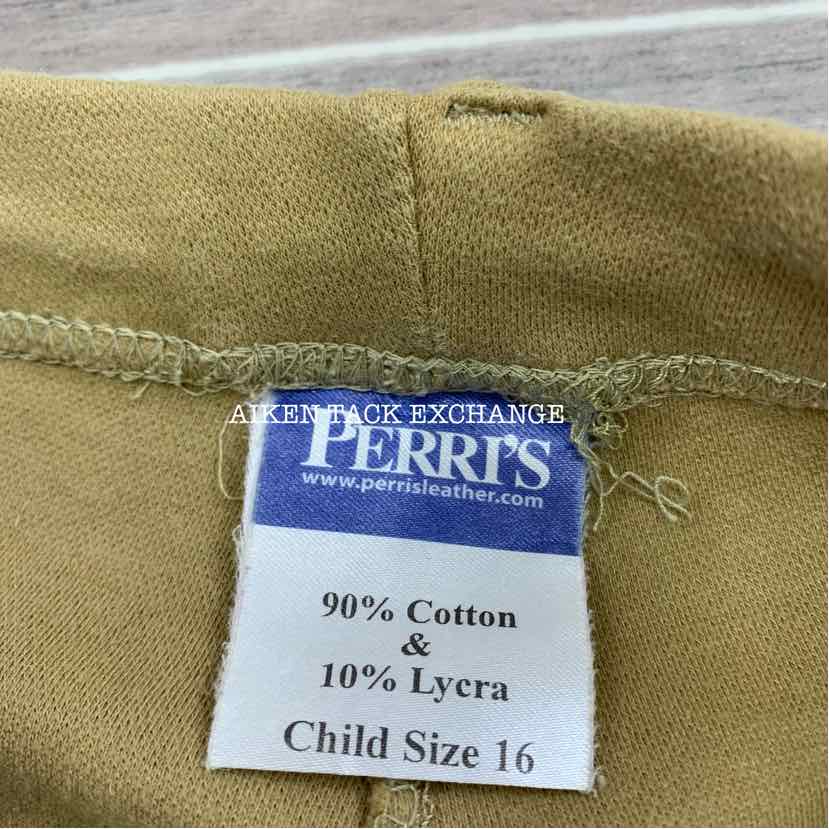 AIKEN TACK EXCHANGE
PERRI'S
www.perrisleather.com
90% Cotton
&
10% Lycra
Child Size 16